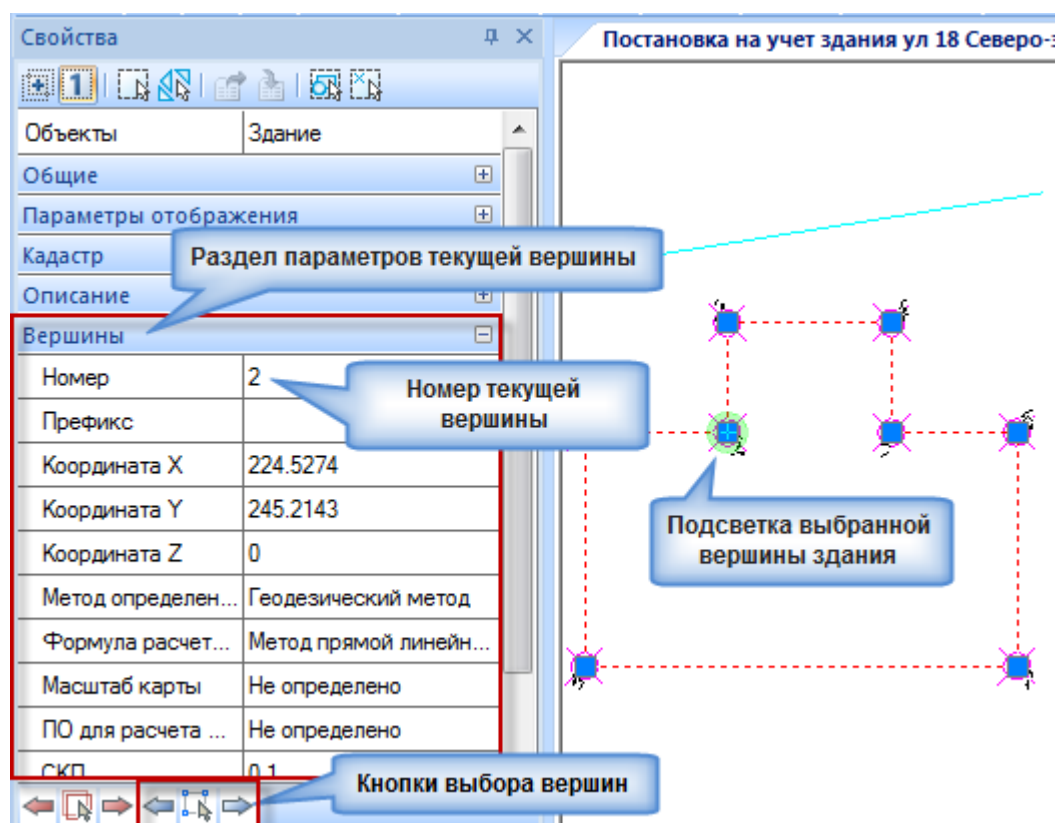 Свойства
Постановка на учет здания ул 18 Северо-
1
Объекты Здание
Общие
Параметры отображения
Кадастр
Раздел параметров текущей вершины
Описание
Вершины
Номер 2
Номер текущей
вершины
Префикс
Координата X 224.5274
Координата Y 245.2143
Подсветка выбранной
вершины здания
Координата Z 0
Метод определен... Геодезический метод
Формула расчет... Метод прямой линейн...
Масштаб карты Не определено
ПО для расчета ... Не определено
СКП 0.1
Кнопки выбора вершин